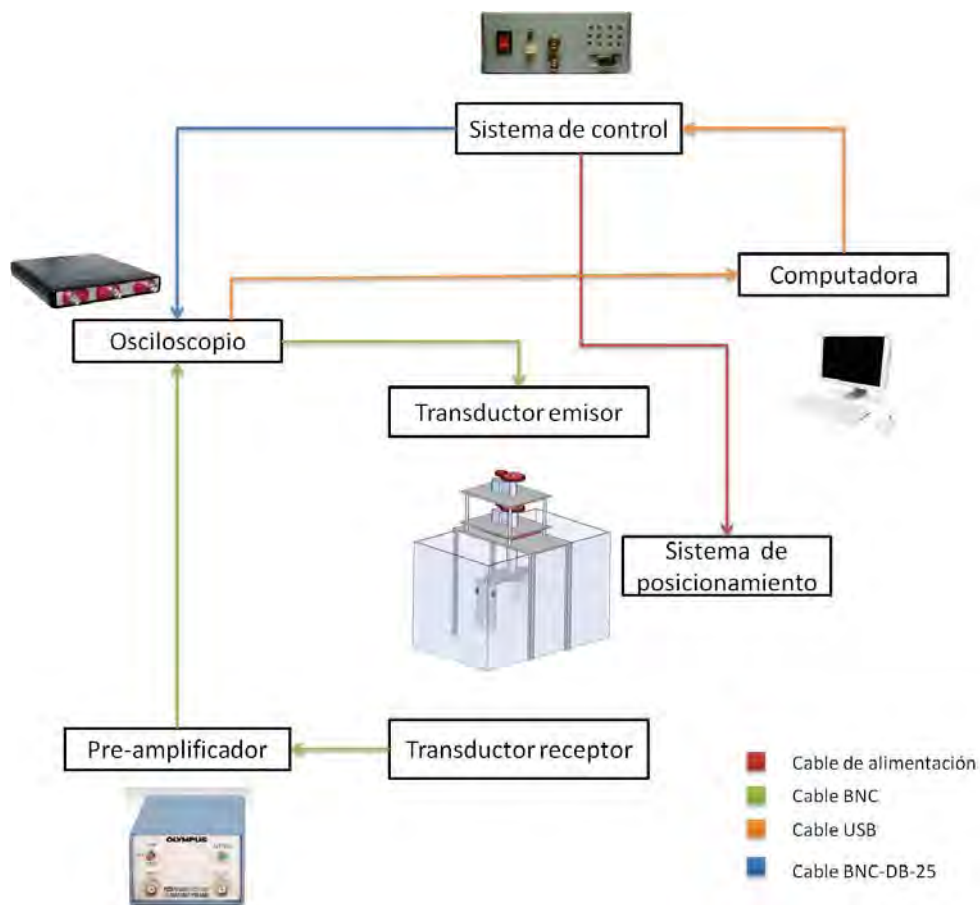 Sistema de control
Computadora
Osciloscopio
Transductor emisor
Sistema de
posicionamiento
Pre-amplificador
Transductor receptor
OLYMPUS
Cable de alimentación
Cable BNC
Cable USB
Cable BNC-DB-25